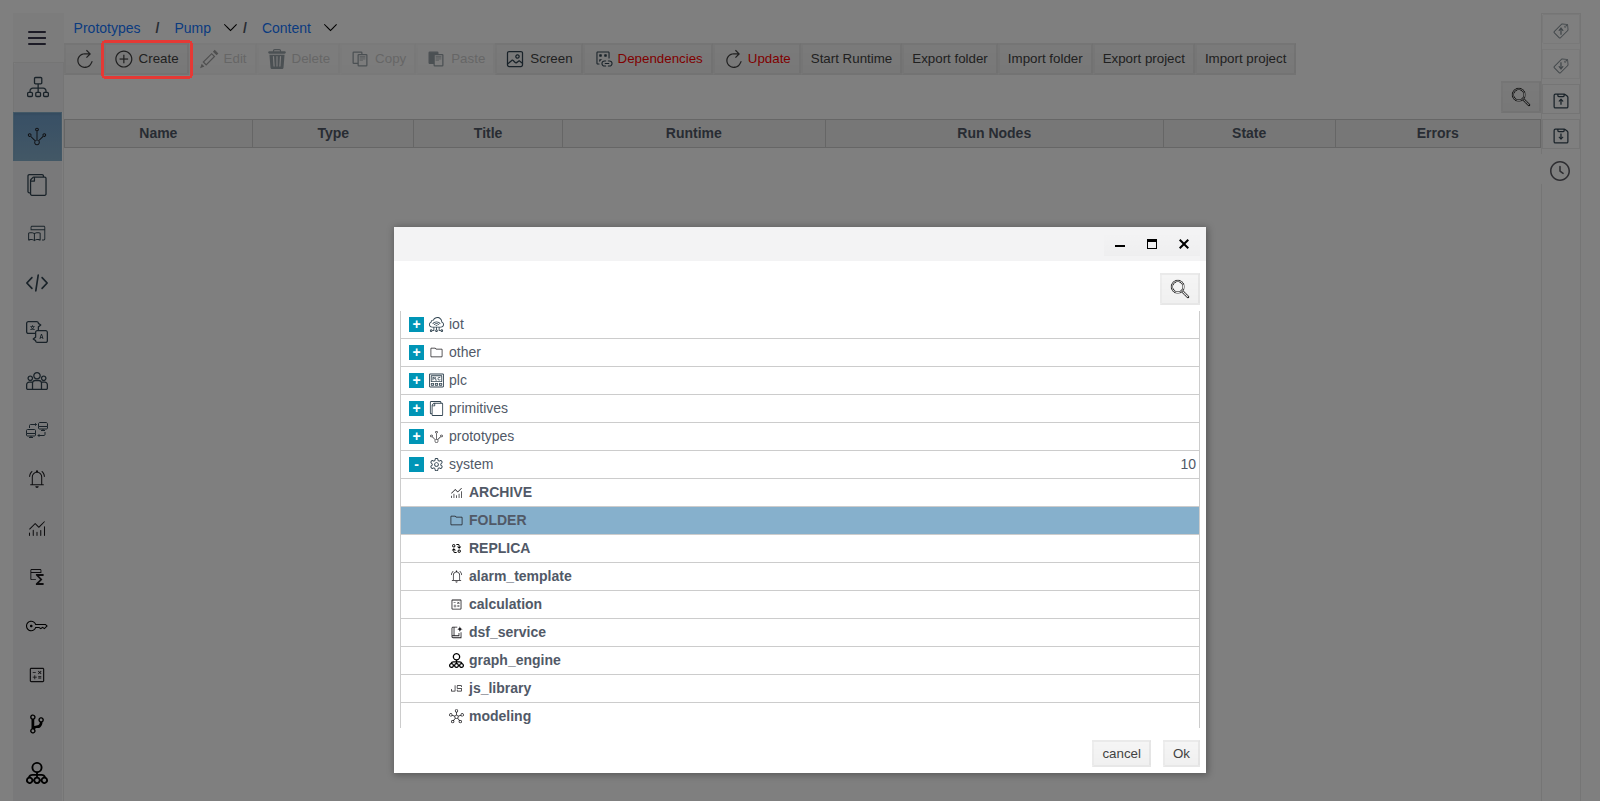 Prototypes / Pump / Content
Create Edit Delete Copy Paste Screen Dependencies Update Start Runtime Export folder Import folder Export project Import project
Name Type Title Runtime Run Nodes State Errors
iot
other
plc
primitives
prototypes
system 10
ARCHIVE
FOLDER
REPLICA
alarm_template
calculation
dsf_service
graph_engine
js_library
modeling
cancel Ok